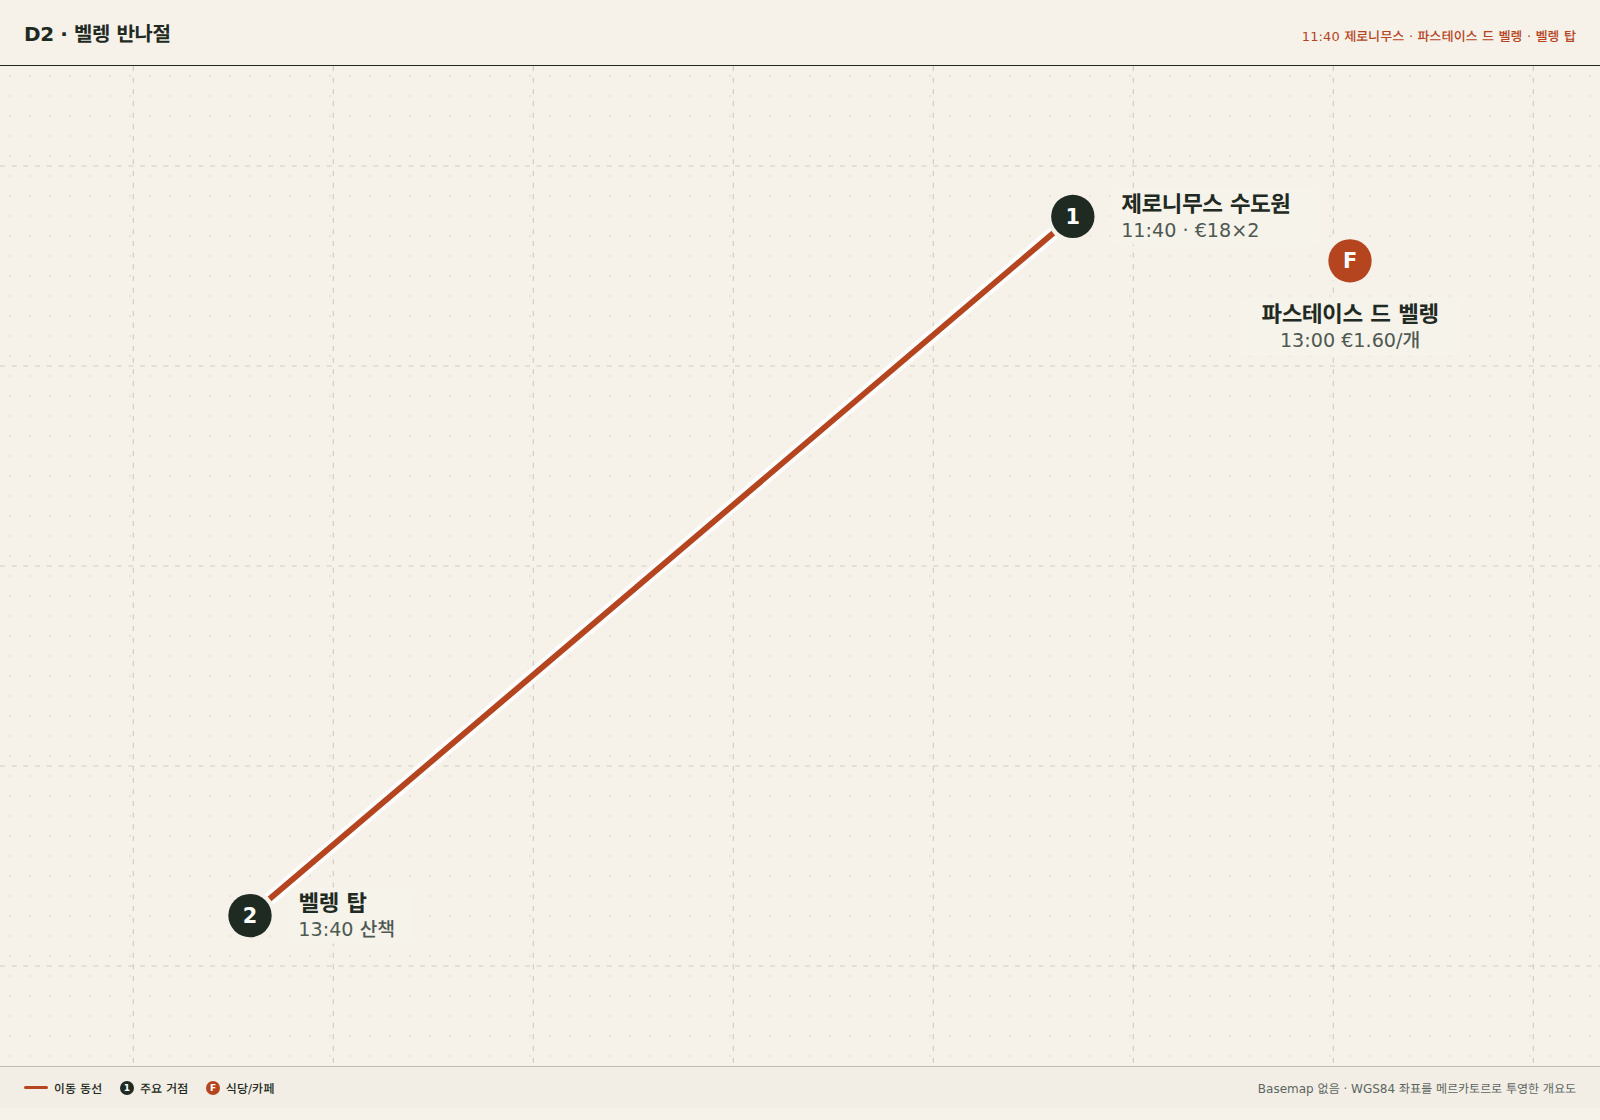 D2 · 벨렝 반나절
11:40 제로니무스 · 파스테이스 드 벨렝 · 벨렝 탑
1
제로니무스 수도원
11:40 · €18×2
F
파스테이스 드 벨렝
13:00 €1.60/개
2
벨렝 탑
13:40 산책
이동 동선
1 주요 거점
F 식당/카페
Basemap 없음 · WGS84 좌표를 메르카토르로 투영한 개요도